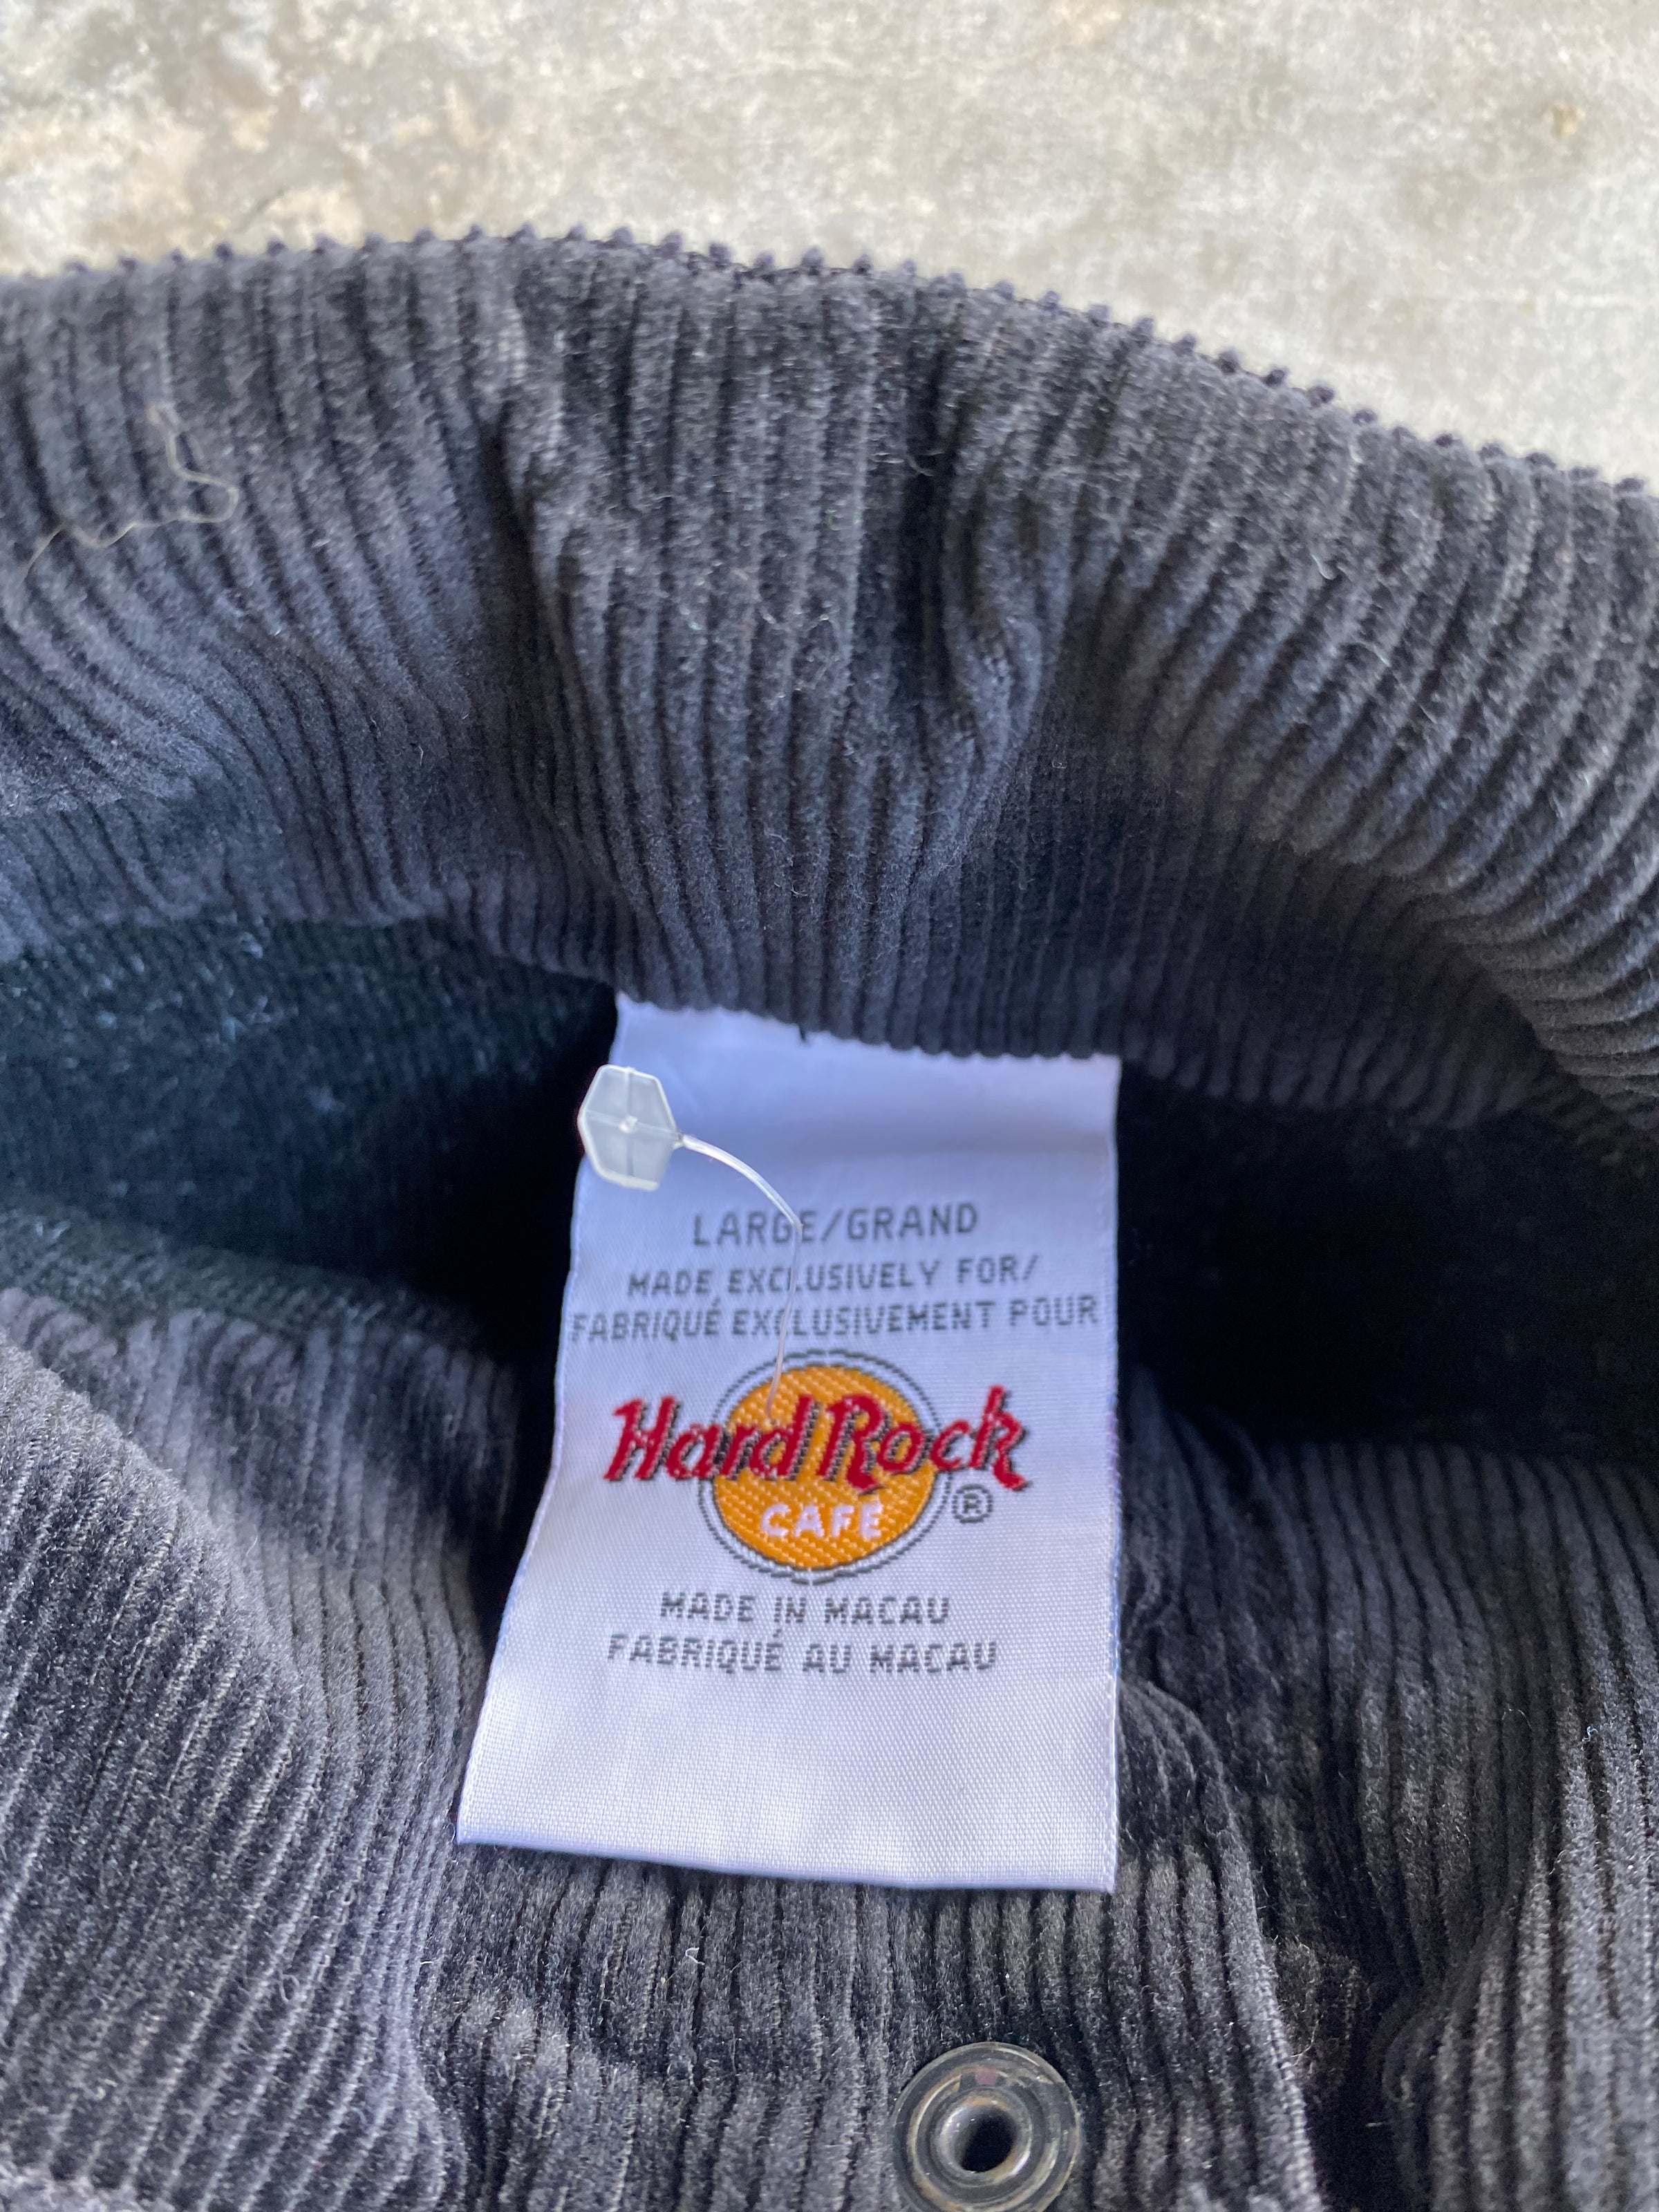 LARGE/GRAND
MADE EXCLUSIVELY FOR/
FABRIQUÉ EXCLUSIVEMENT POUR
Hard Rock
CAFE
®
MADE IN MACAU
FABRIQUÉ AU MACAU